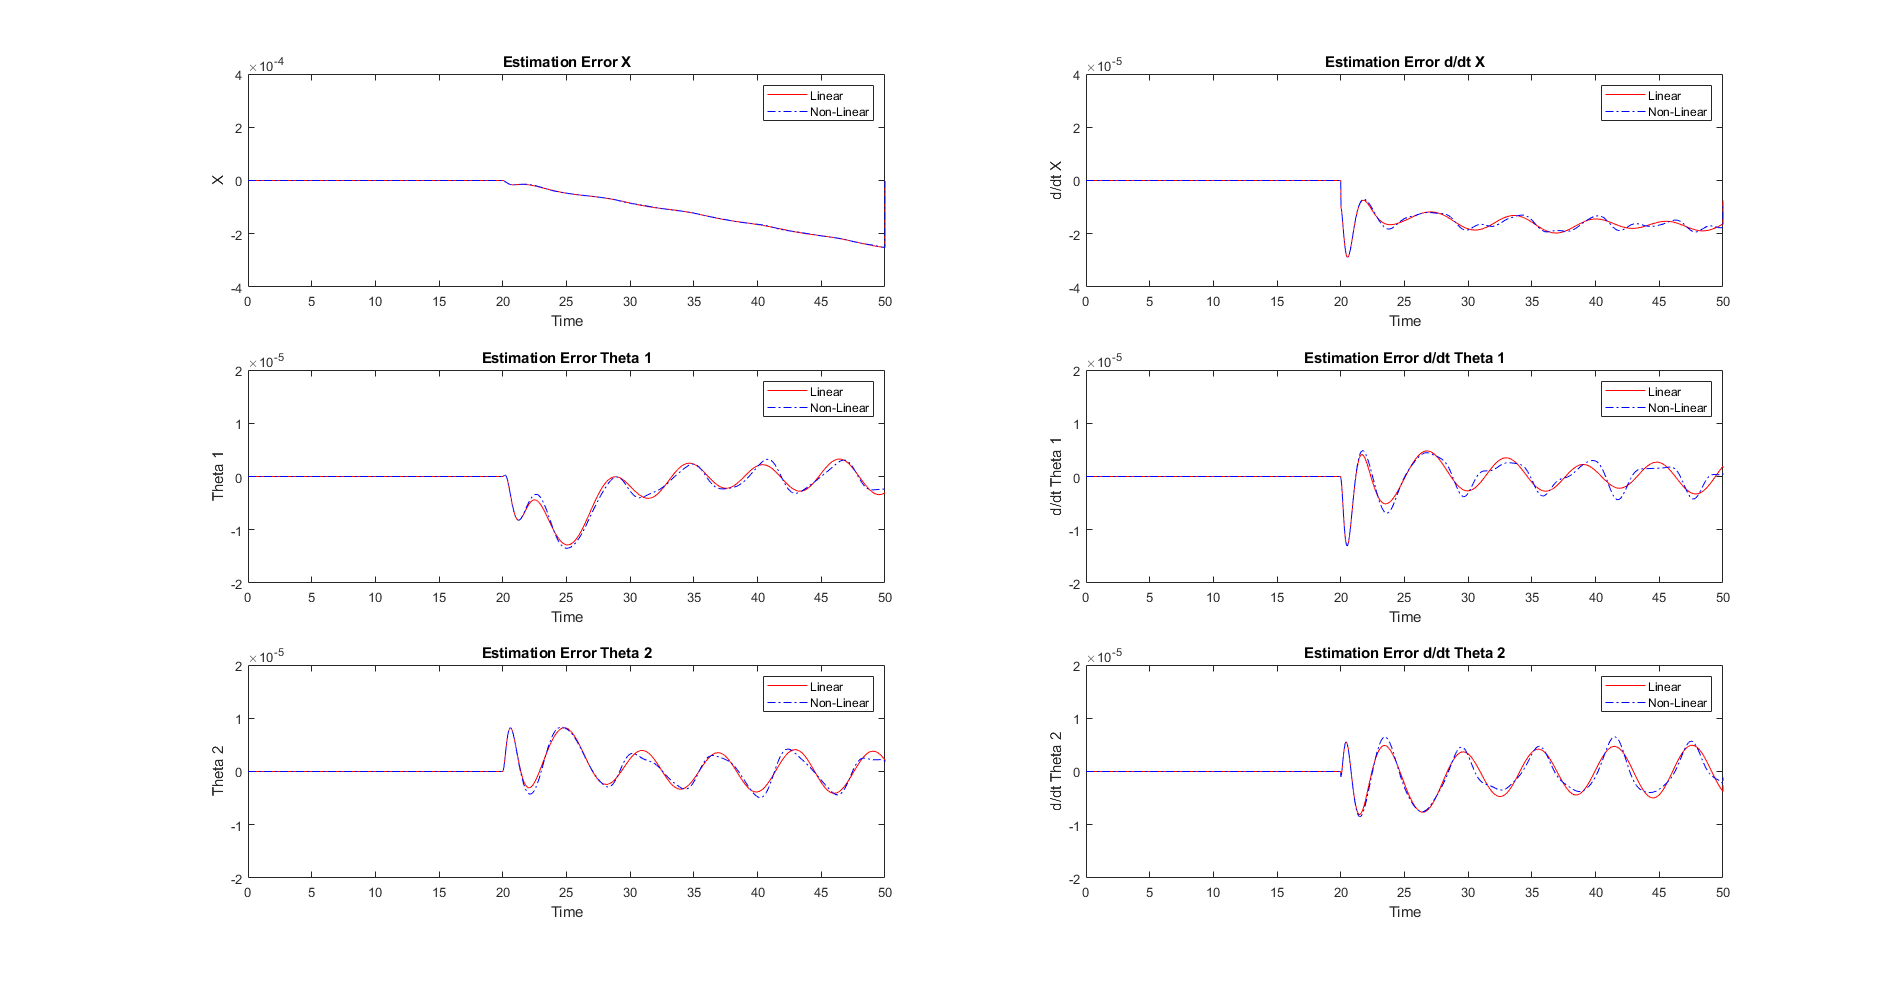 Estimation Error X
×10-4
4
2
0
-2
-4
X
Linear
Non-Linear
0 5 10 15 20 25 30 35 40 45 50
Time
Estimation Error d/dt X
×10-5
4
2
0
-2
-4
d/dt X
Linear
Non-Linear
0 5 10 15 20 25 30 35 40 45 50
Time
Estimation Error Theta 1
×10-5
2
1
0
-1
-2
Theta 1
Linear
Non-Linear
0 5 10 15 20 25 30 35 40 45 50
Time
Estimation Error d/dt Theta 1
×10-5
2
1
0
-1
-2
d/dt Theta 1
Linear
Non-Linear
0 5 10 15 20 25 30 35 40 45 50
Time
Estimation Error Theta 2
×10-5
2
1
0
-1
-2
Theta 2
Linear
Non-Linear
0 5 10 15 20 25 30 35 40 45 50
Time
Estimation Error d/dt Theta 2
×10-5
2
1
0
-1
-2
d/dt Theta 2
Linear
Non-Linear
0 5 10 15 20 25 30 35 40 45 50
Time